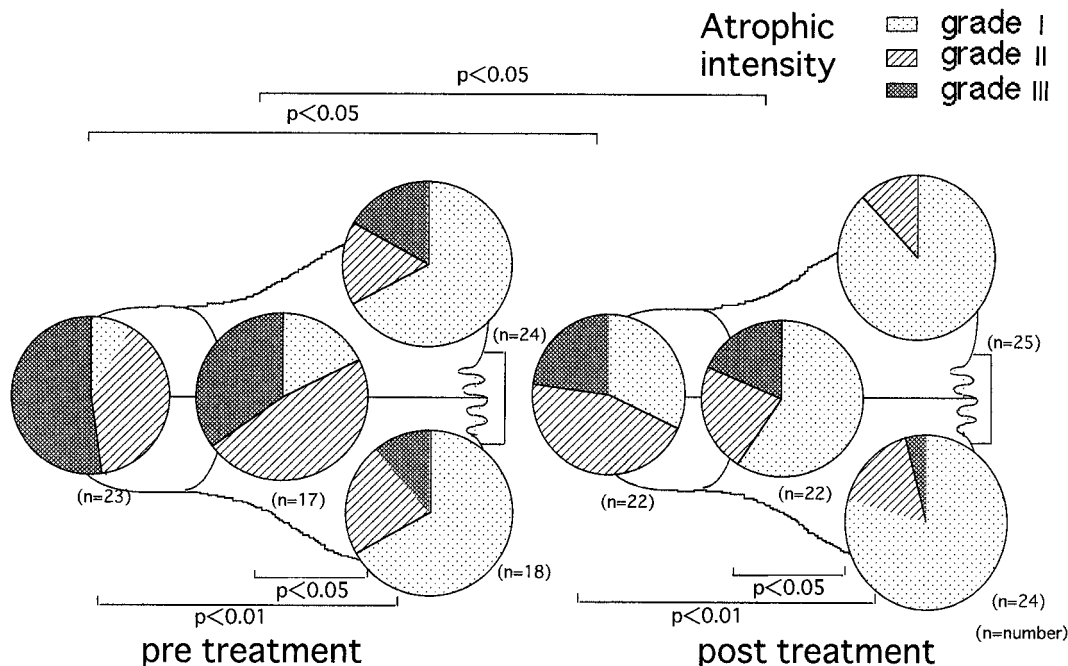 Atrophic
intensity
grade I
grade II
grade III
p<0.05
p<0.05
(n=24)
(n=25)
(n=23)
(n=17)
(n=22)
(n=22)
(n=18)
p<0.05
p<0.01
p<0.05
p<0.01
(n=24)
(n=number)
pre treatment
post treatment